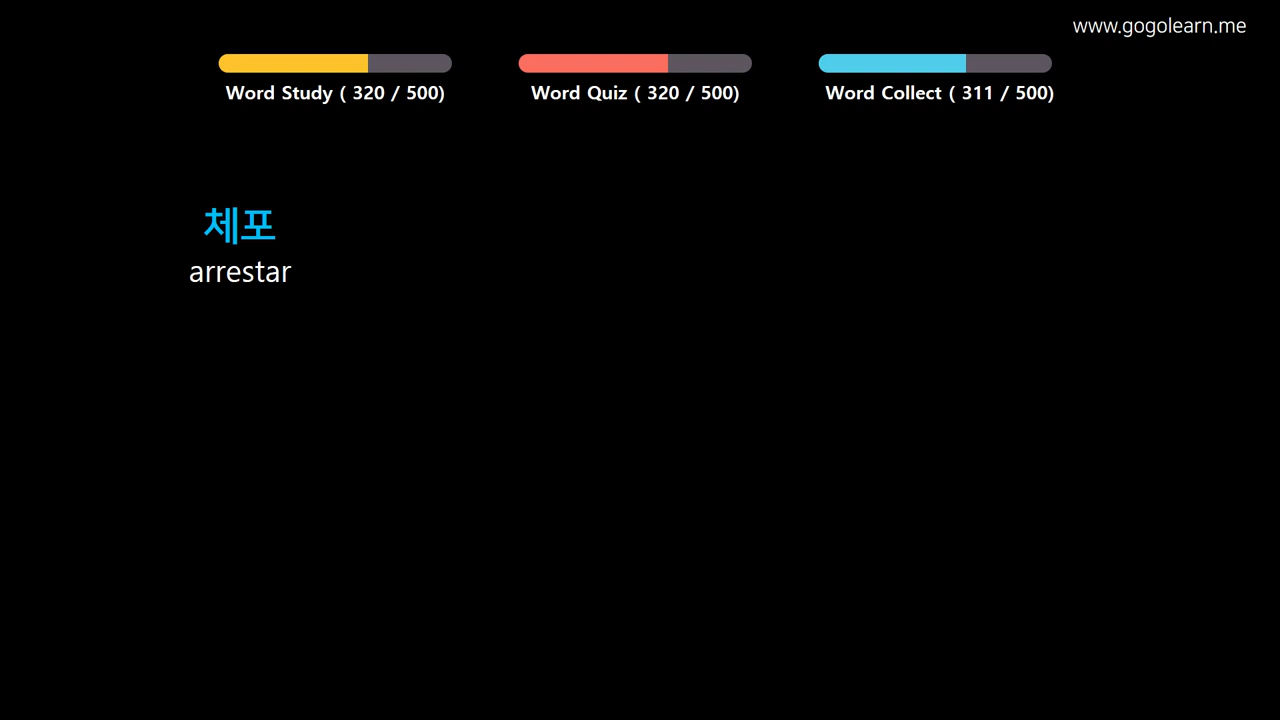 www.gogolearn.me
Word Study ( 320 / 500)
Word Quiz ( 320 / 500)
Word Collect ( 311 / 500)
체포
arrestar